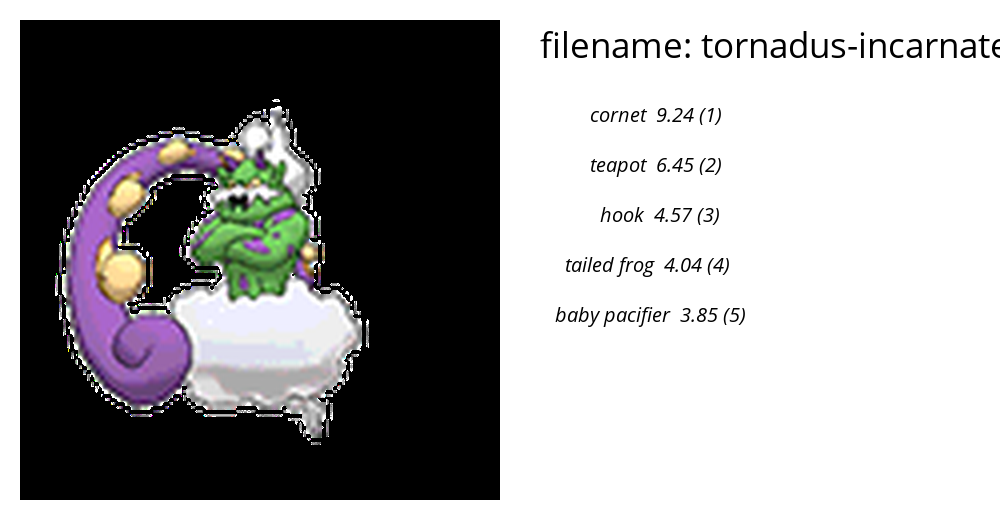 filename: tornadus-incarnate
cornet 9.24 (1)
teapot 6.45 (2)
hook 4.57 (3)
tailed frog 4.04 (4)
baby pacifier 3.85 (5)